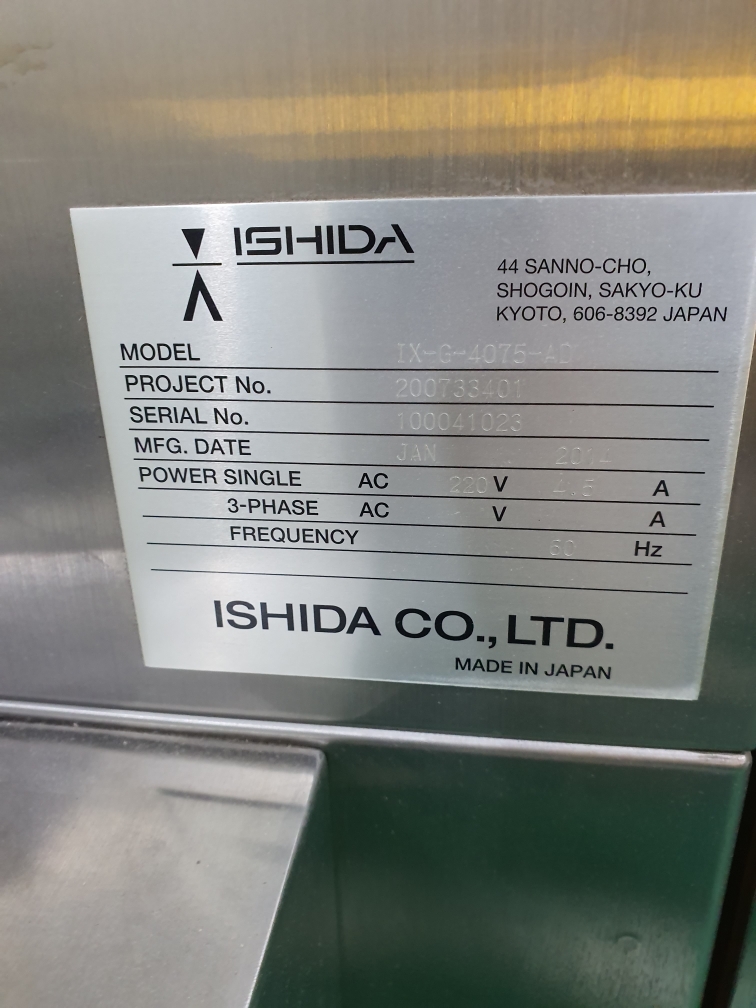 ISHIDA
44 SANNO-CHO,
SHOGOIN, SAKYO-KU
KYOTO, 606-8392 JAPAN
MODEL IX-G-4075-AD
PROJECT No. 200733401
SERIAL No. 100041023
MFG. DATE JAN 2014
POWER SINGLE AC 220 V 4.5 A
3-PHASE AC V A
FREQUENCY Hz
ISHIDA CO., LTD.
MADE IN JAPAN